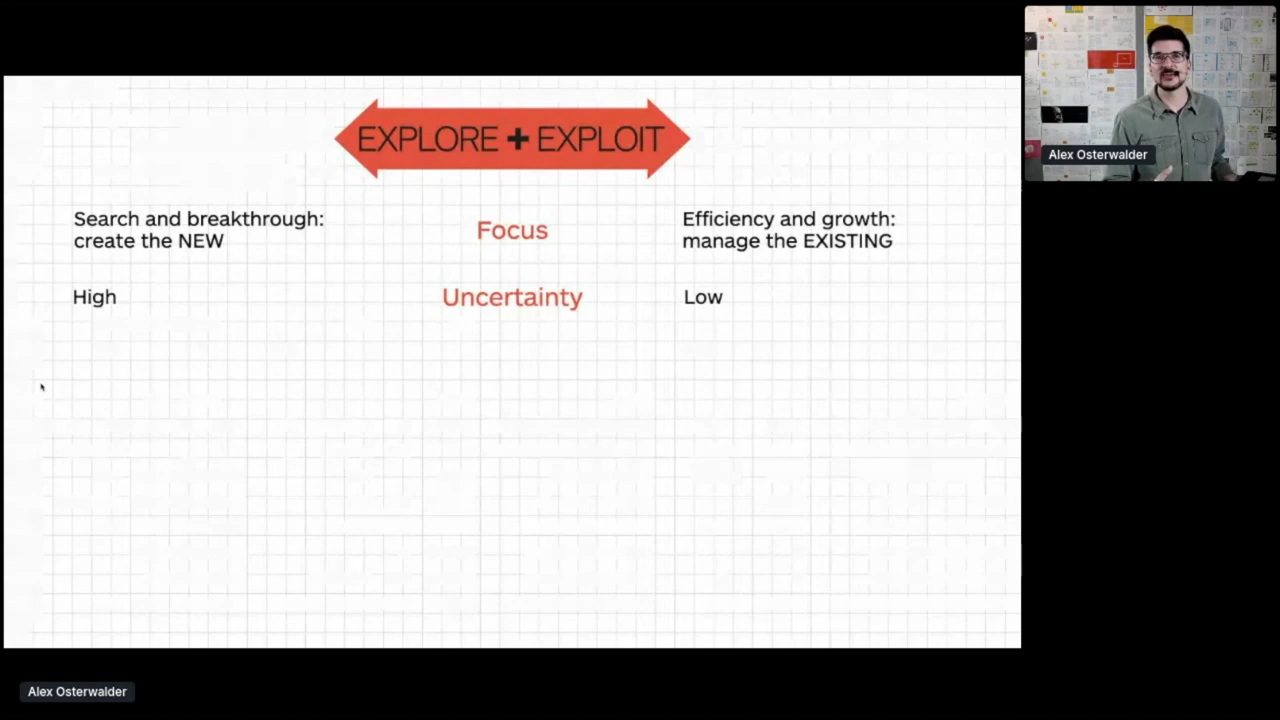 Alex Osterwalder
EXPLORE + EXPLOIT
Search and breakthrough:
create the NEW
Focus
Efficiency and growth:
manage the EXISTING
High
Uncertainty
Low
Alex Osterwalder